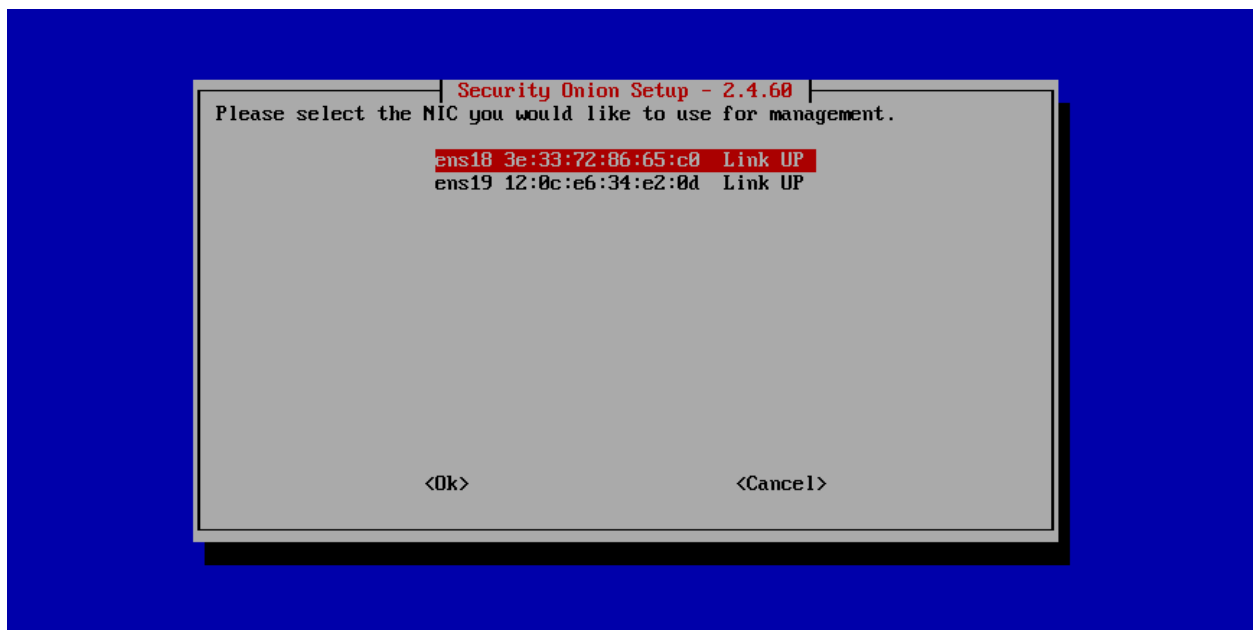 Security Onion Setup - 2.4.60
Please select the NIC you would like to use for management.
ens18 3e:33:72:86:65:c0 Link UP
ens19 12:0c:e6:34:e2:0d Link UP
<Ok> <Cancel>